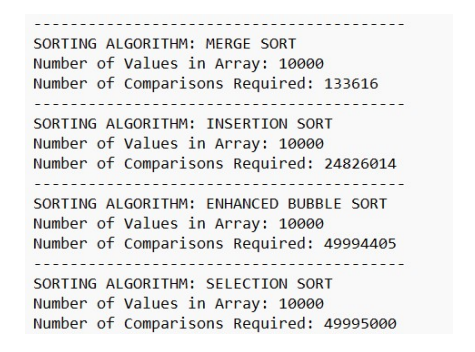 -----------------------------------------
SORTING ALGORITHM: MERGE SORT
Number of Values in Array: 10000
Number of Comparisons Required: 133616
-----------------------------------------
SORTING ALGORITHM: INSERTION SORT
Number of Values in Array: 10000
Number of Comparisons Required: 24826014
-----------------------------------------
SORTING ALGORITHM: ENHANCED BUBBLE SORT
Number of Values in Array: 10000
Number of Comparisons Required: 49994405
-----------------------------------------
SORTING ALGORITHM: SELECTION SORT
Number of Values in Array: 10000
Number of Comparisons Required: 49995000